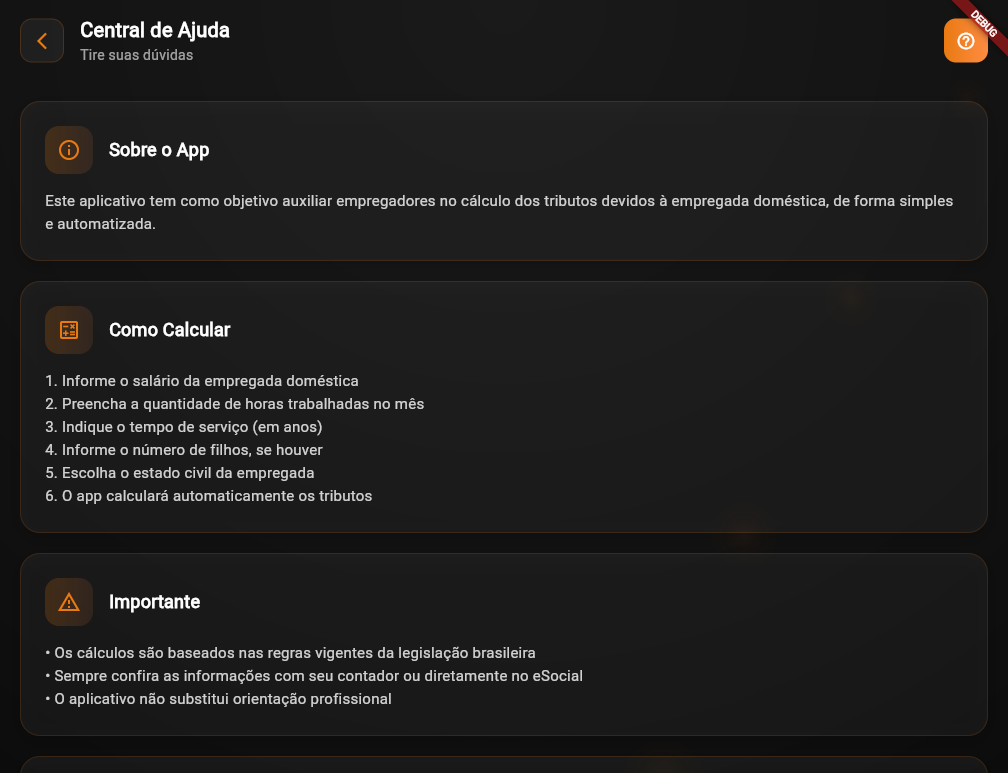 Central de Ajuda
Tire suas dúvidas
DEBUG
Sobre o App
Este aplicativo tem como objetivo auxiliar empregadores no cálculo dos tributos devidos à empregada doméstica, de forma simples
e automatizada.
Como Calcular
1. Informe o salário da empregada doméstica
2. Preencha a quantidade de horas trabalhadas no mês
3. Indique o tempo de serviço (em anos)
4. Informe o número de filhos, se houver
5. Escolha o estado civil da empregada
6. O app calculará automaticamente os tributos
Importante
• Os cálculos são baseados nas regras vigentes da legislação brasileira
• Sempre confira as informações com seu contador ou diretamente no eSocial
• O aplicativo não substitui orientação profissional